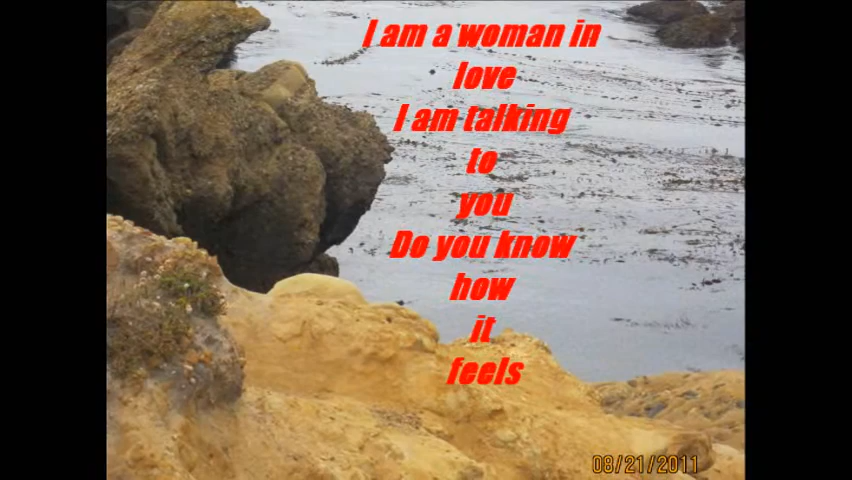 I am a woman in
love
I am talking
to
you
Do you know
how
it
feels
08/21/2011